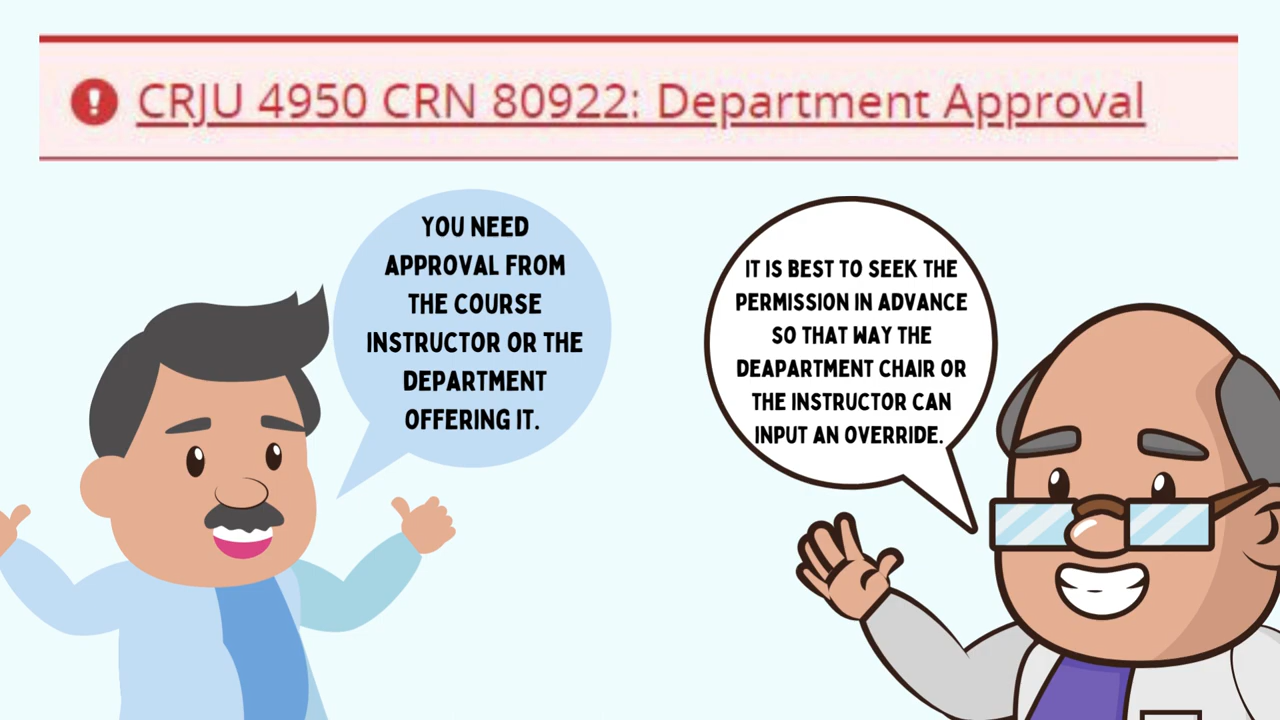 CRJU 4950 CRN 80922: Department Approval
YOU NEED
APPROVAL FROM
THE COURSE
INSTRUCTOR OR THE
DEPARTMENT
OFFERING IT.
IT IS BEST TO SEEK THE
PERMISSION IN ADVANCE
SO THAT WAY THE
DEAPARTMENT CHAIR OR
THE INSTRUCTOR CAN
INPUT AN OVERRIDE.